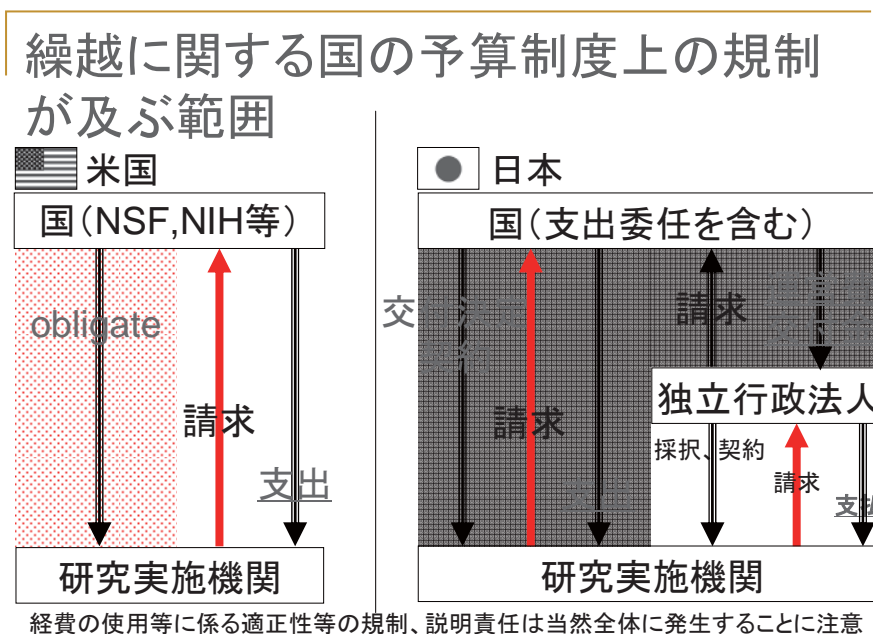 繰越に関する国の予算制度上の規制
が及ぶ範囲
米国
国(NSF,NIH等)
obligate
請求
支出
研究実施機関
日本
国(支出委任を含む)
請求
請求
支出
独立行政法人
採択、契約
請求
支払
研究実施機関
経費の使用等に係る適正性等の規制、説明責任は当然全体に発生することに注意